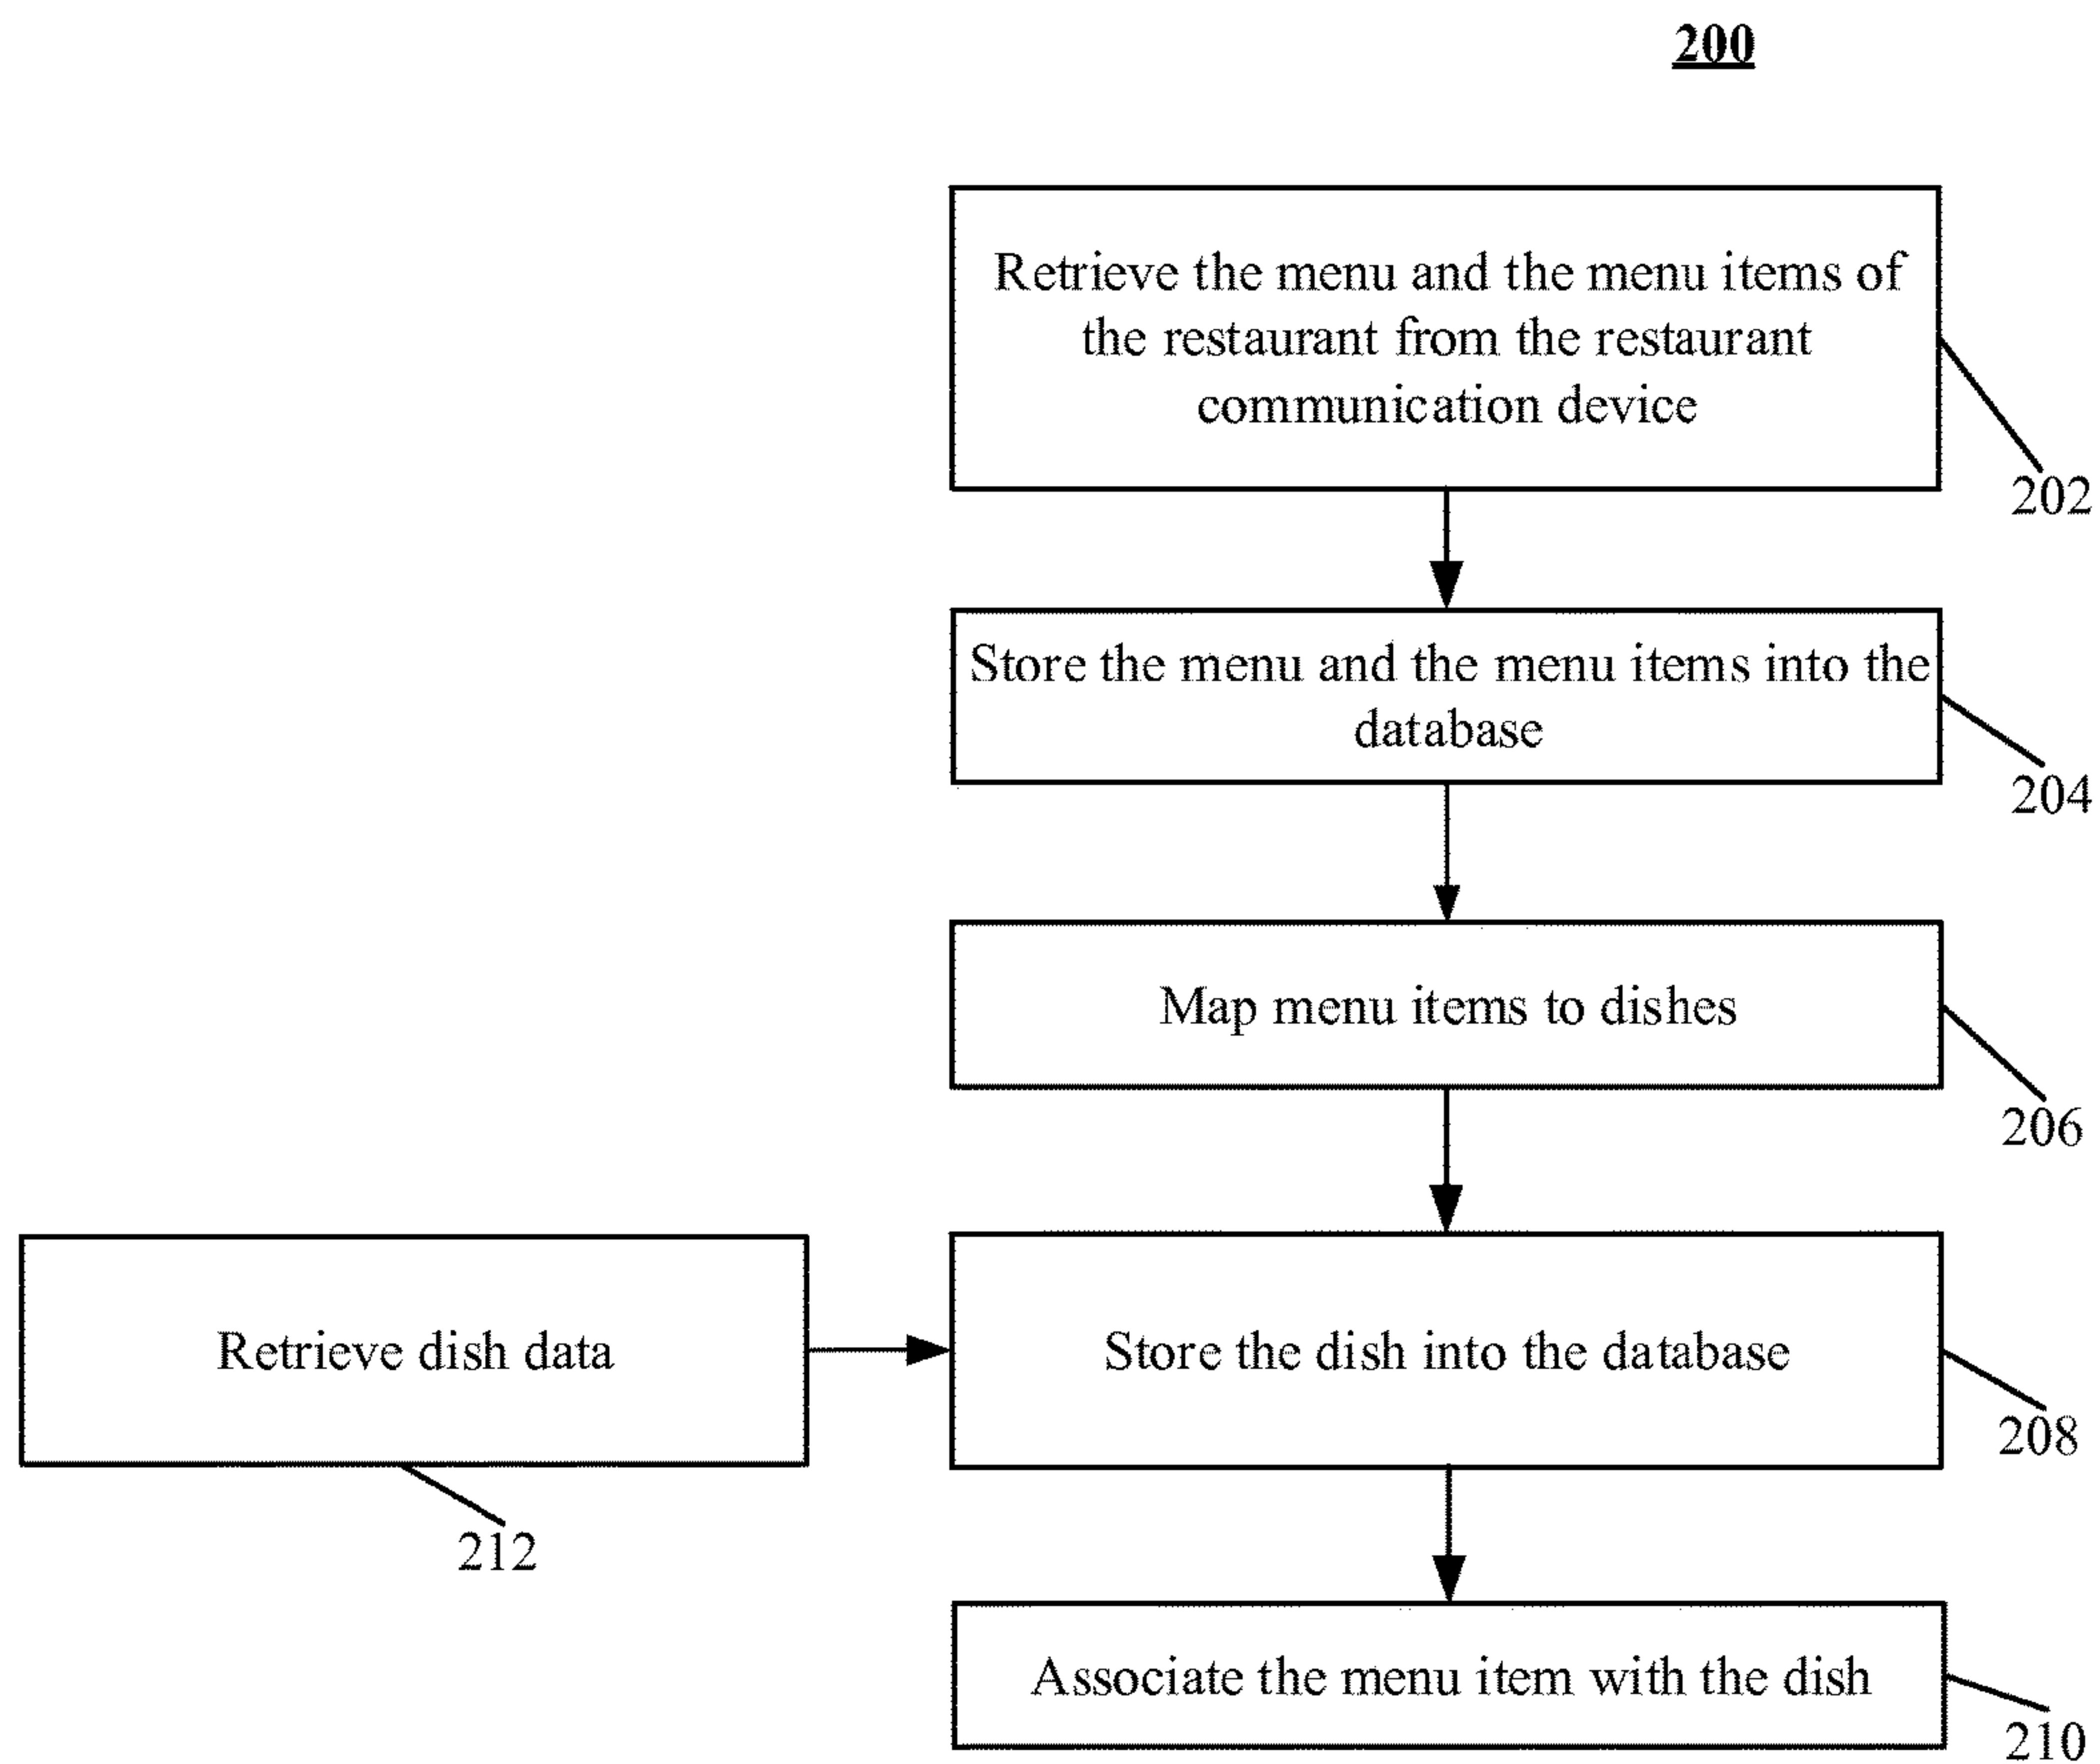 200
Retrieve the menu and the menu items of
the restaurant from the restaurant
communication device
202
Store the menu and the menu items into the
database
204
Map menu items to dishes
206
Retrieve dish data
212
Store the dish into the database
208
Associate the menu item with the dish
210